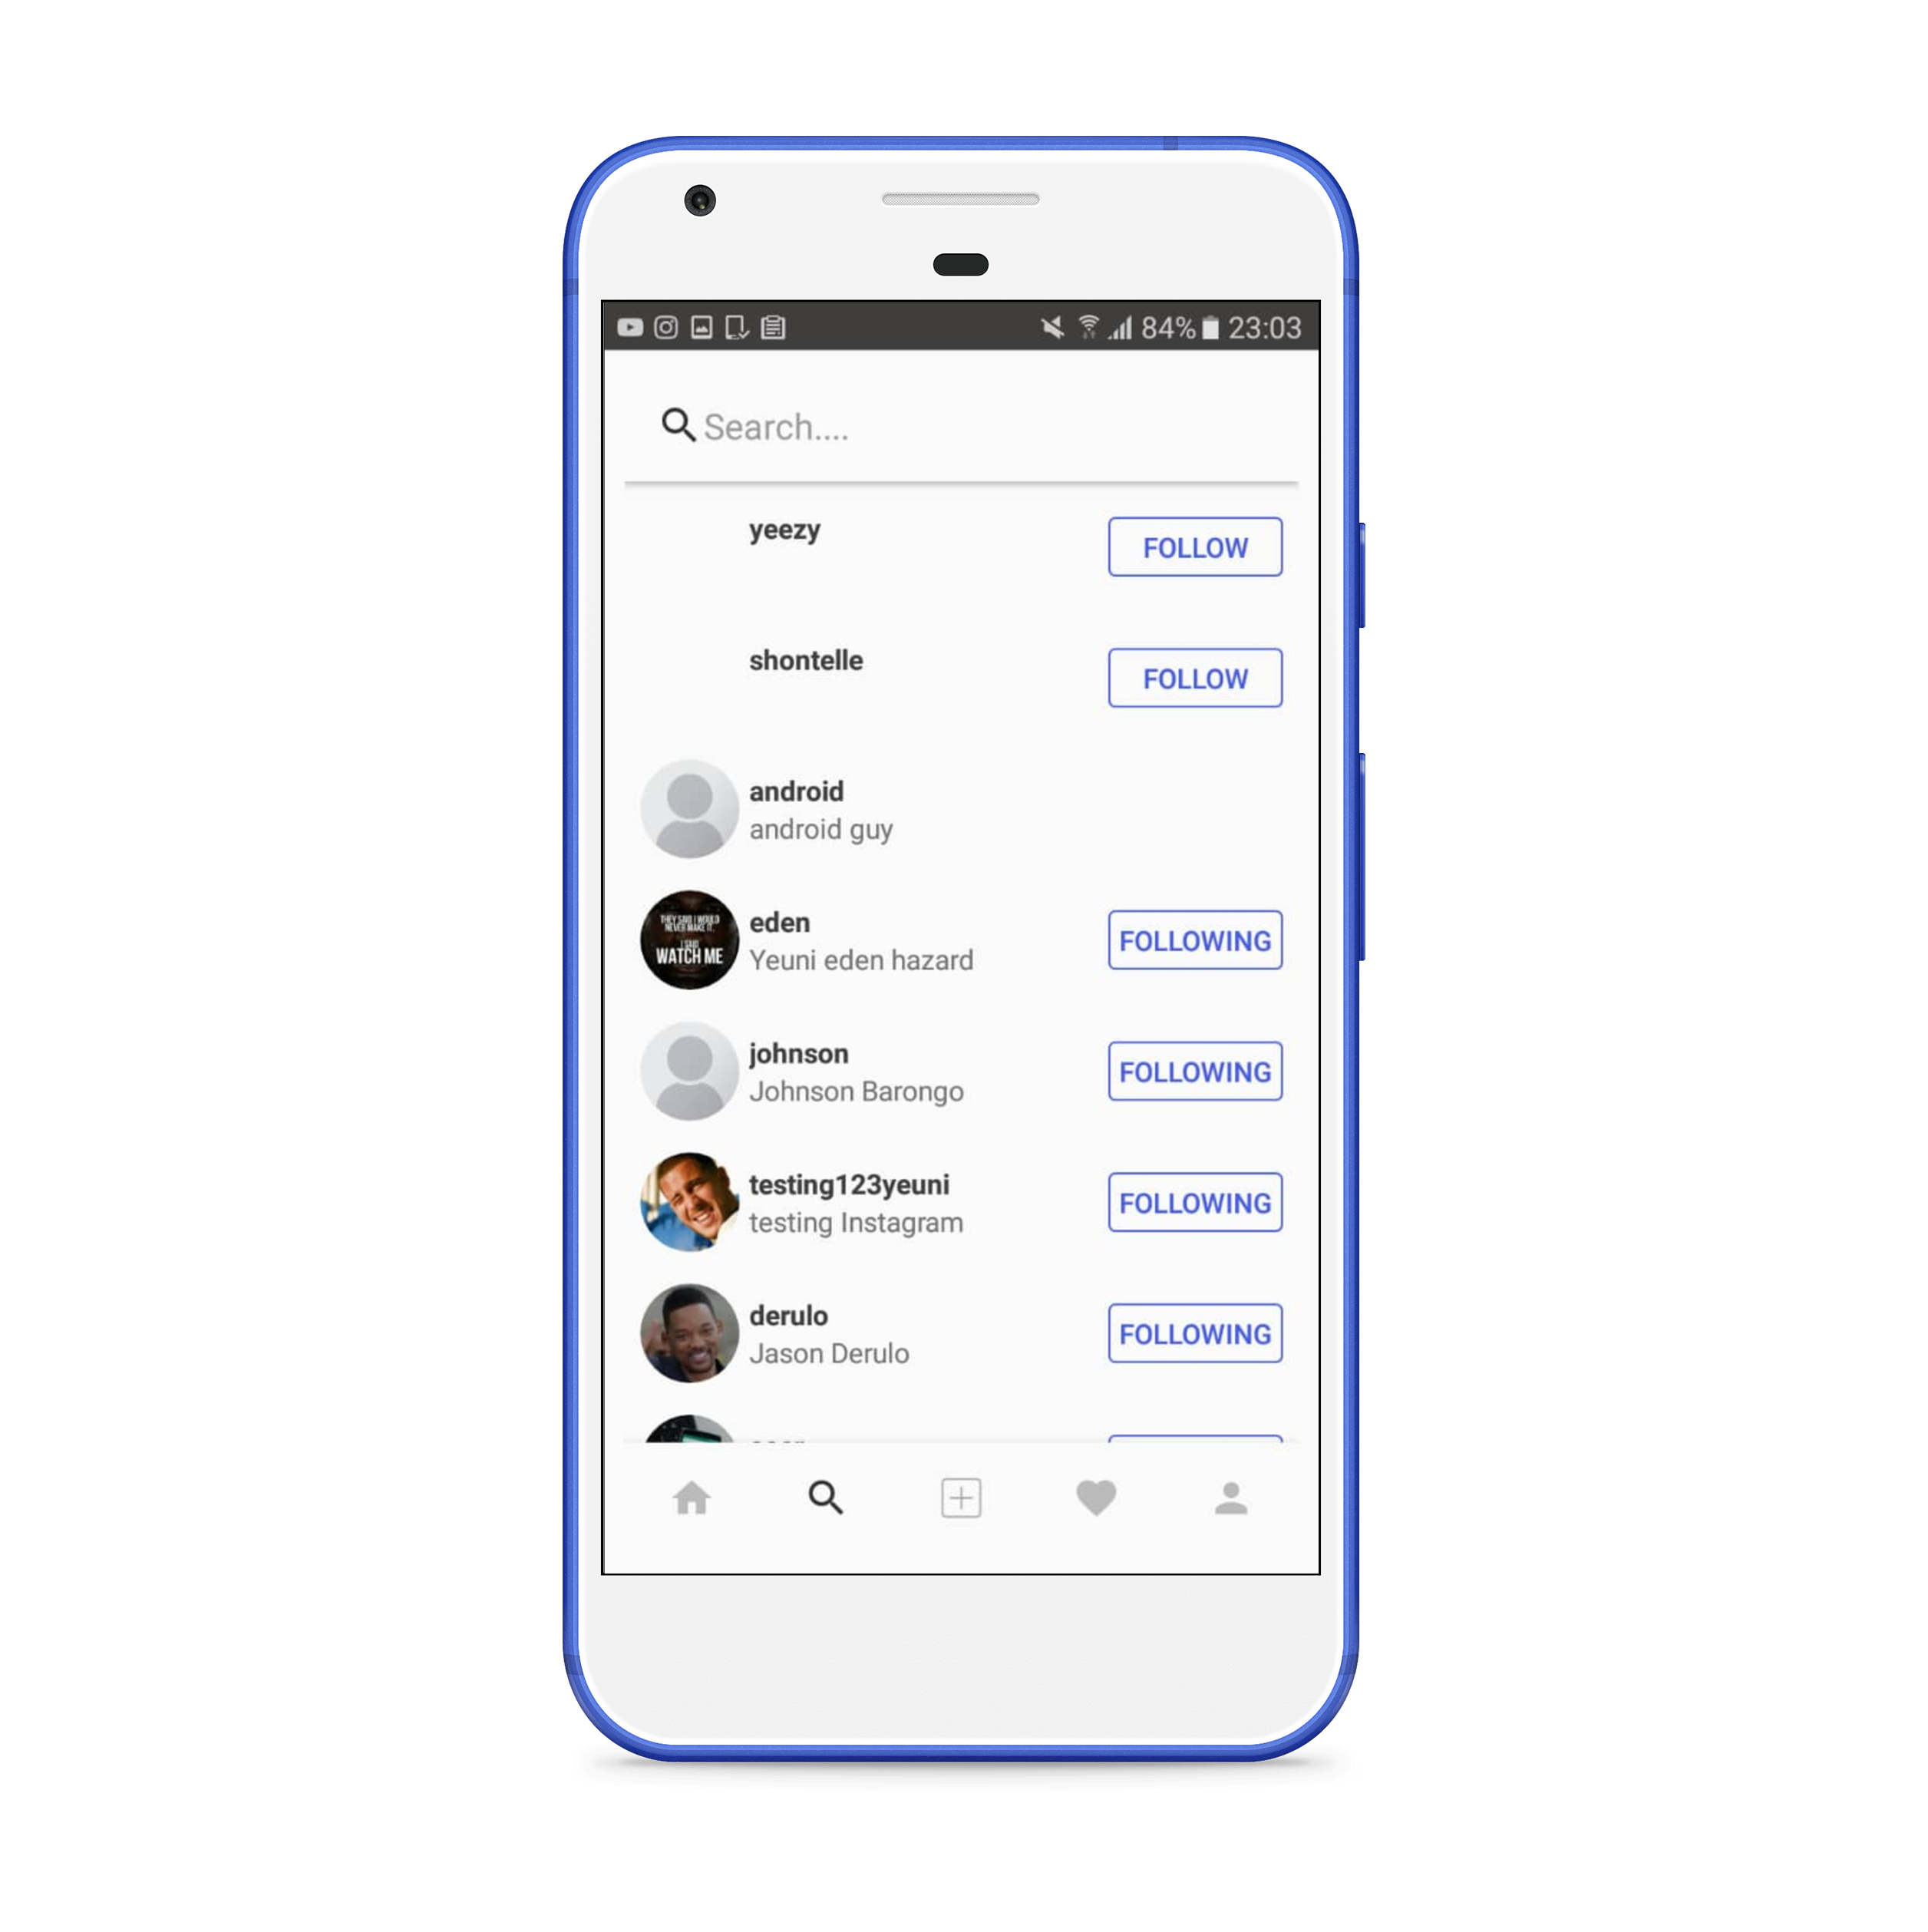 84% 23:03
Search....
yeezy
FOLLOW
shontelle
FOLLOW
android
android guy
THEY SAID I WOULD
NEVER MAKE IT.
I SAID
WATCH ME
eden
Yeuni eden hazard
FOLLOWING
johnson
Johnson Barongo
FOLLOWING
testing123yeuni
testing Instagram
FOLLOWING
derulo
Jason Derulo
FOLLOWING